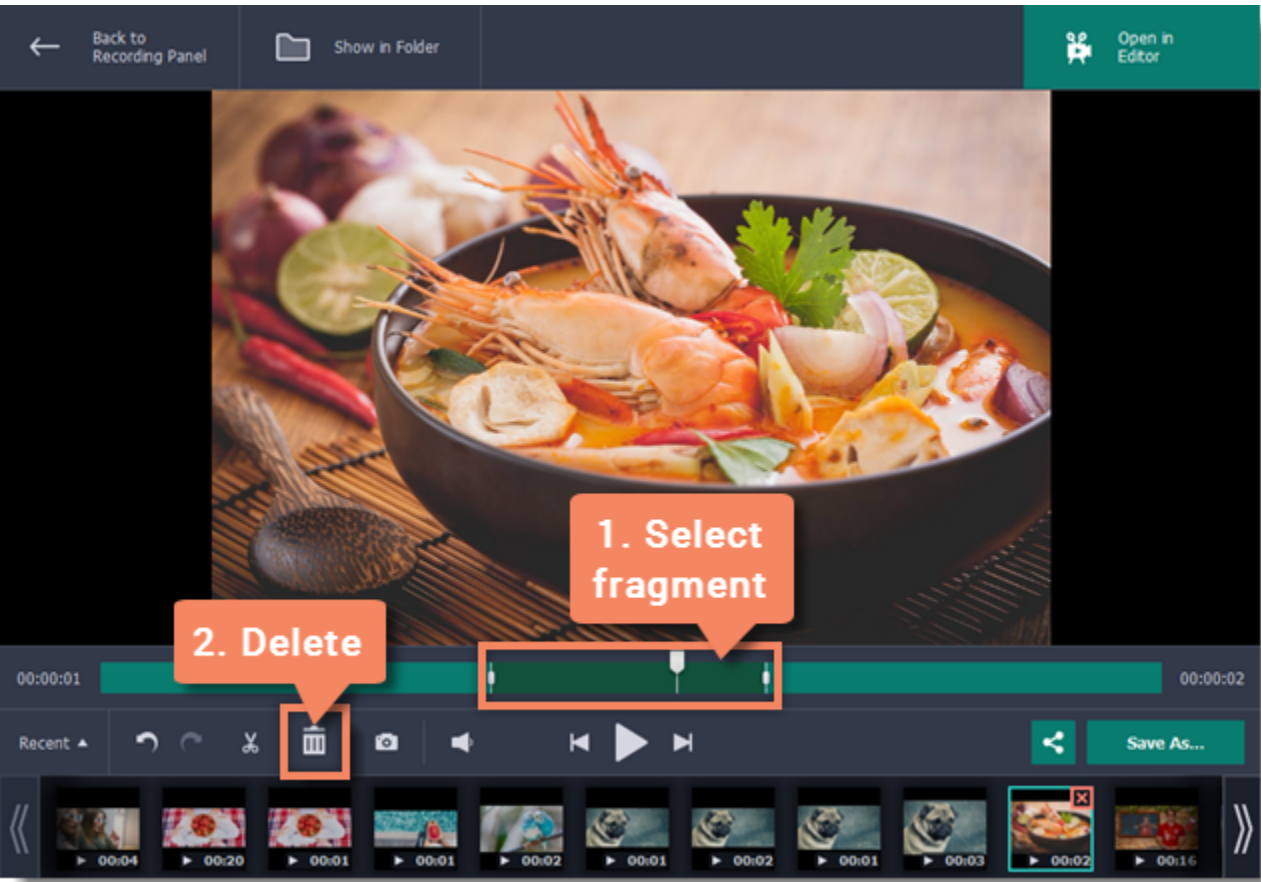 Back to
Recording Panel
Show in Folder
Open in
Editor
1. Select
fragment
2. Delete
00:00:01
00:00:02
Recent
Save As...
00:04
00:20
00:01
00:01
00:02
00:01
00:02
00:01
00:03
00:02
00:16